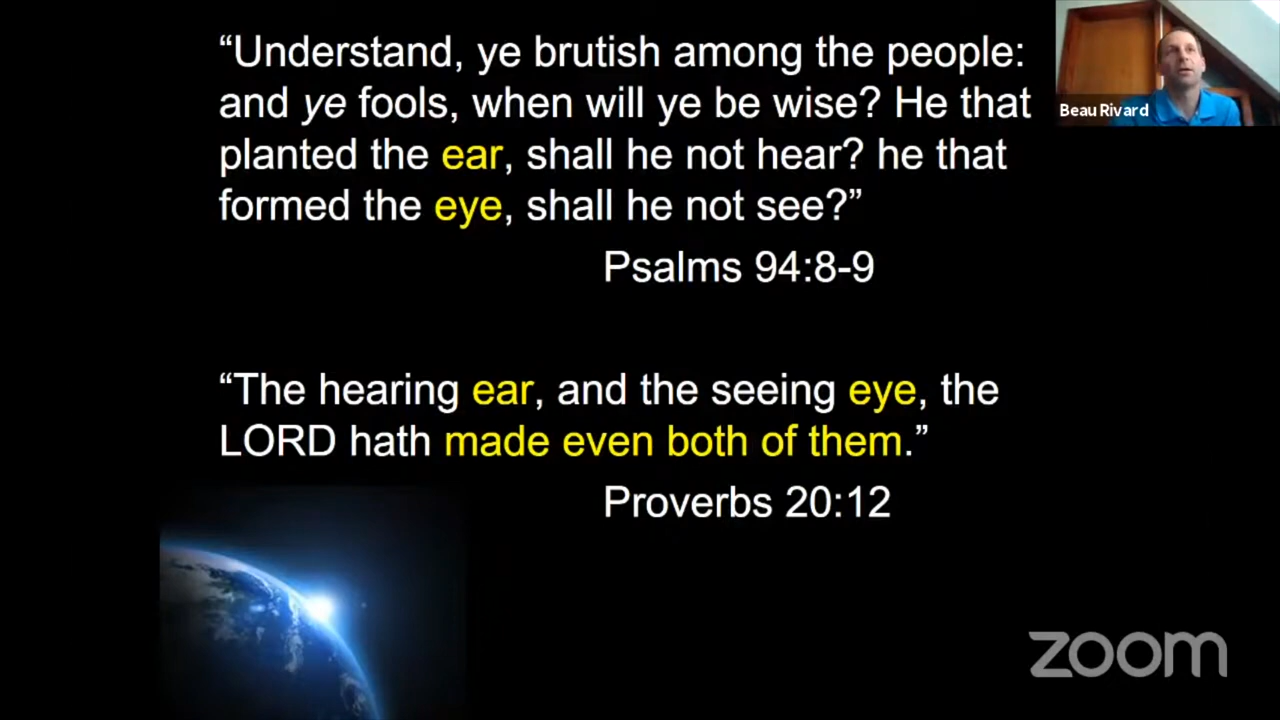 “Understand, ye brutish among the people:
and ye fools, when will ye be wise? He that
planted the ear, shall he not hear? he that
formed the eye, shall he not see?”
Psalms 94:8-9
“The hearing ear, and the seeing eye, the
LORD hath made even both of them.”
Proverbs 20:12
Beau Rivard
zoom